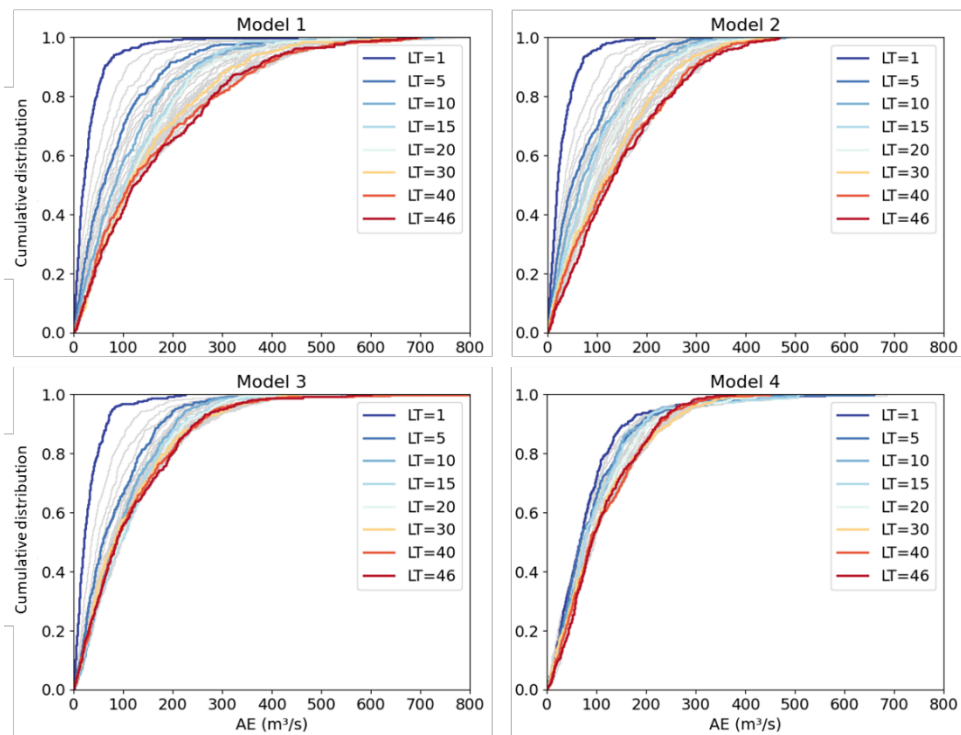 Model 1
Model 2
1.0
0.8
0.6
0.4
0.2
0.0
Cumulative distribution
0 100 200 300 400 500 600 700 800
LT=1
LT=5
LT=10
LT=15
LT=20
LT=30
LT=40
LT=46
1.0
0.8
0.6
0.4
0.2
0.0
0 100 200 300 400 500 600 700 800
LT=1
LT=5
LT=10
LT=15
LT=20
LT=30
LT=40
LT=46
Model 3
Model 4
1.0
0.8
0.6
0.4
0.2
0.0
Cumulative distribution
0 100 200 300 400 500 600 700 800
AE (m³/s)
LT=1
LT=5
LT=10
LT=15
LT=20
LT=30
LT=40
LT=46
1.0
0.8
0.6
0.4
0.2
0.0
0 100 200 300 400 500 600 700 800
AE (m³/s)
LT=1
LT=5
LT=10
LT=15
LT=20
LT=30
LT=40
LT=46